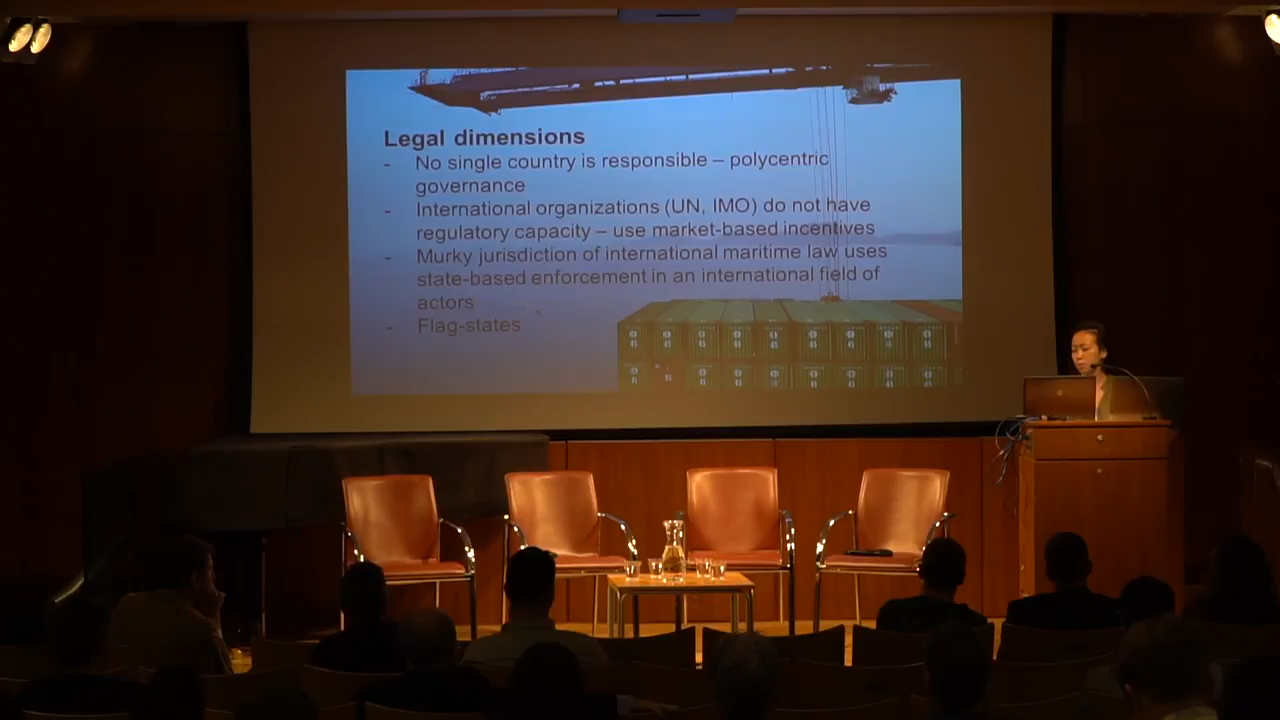 Legal dimensions
- No single country is responsible – polycentric
governance
- International organizations (UN, IMO) do not have
regulatory capacity – use market-based incentives
- Murky jurisdiction of international maritime law uses
state-based enforcement in an international field of
actors
- Flag-states